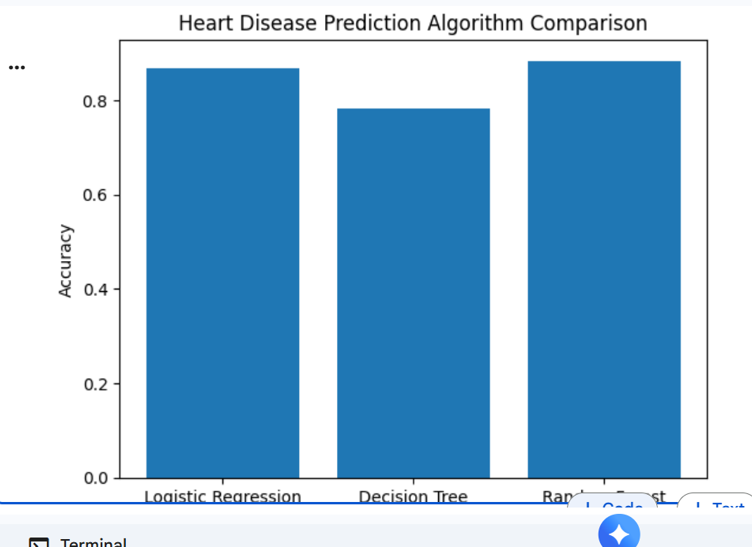 Heart Disease Prediction Algorithm Comparison
...
0.8
0.6
Accuracy
0.4
0.2
0.0
Logistic Regression Decision Tree
Terminal